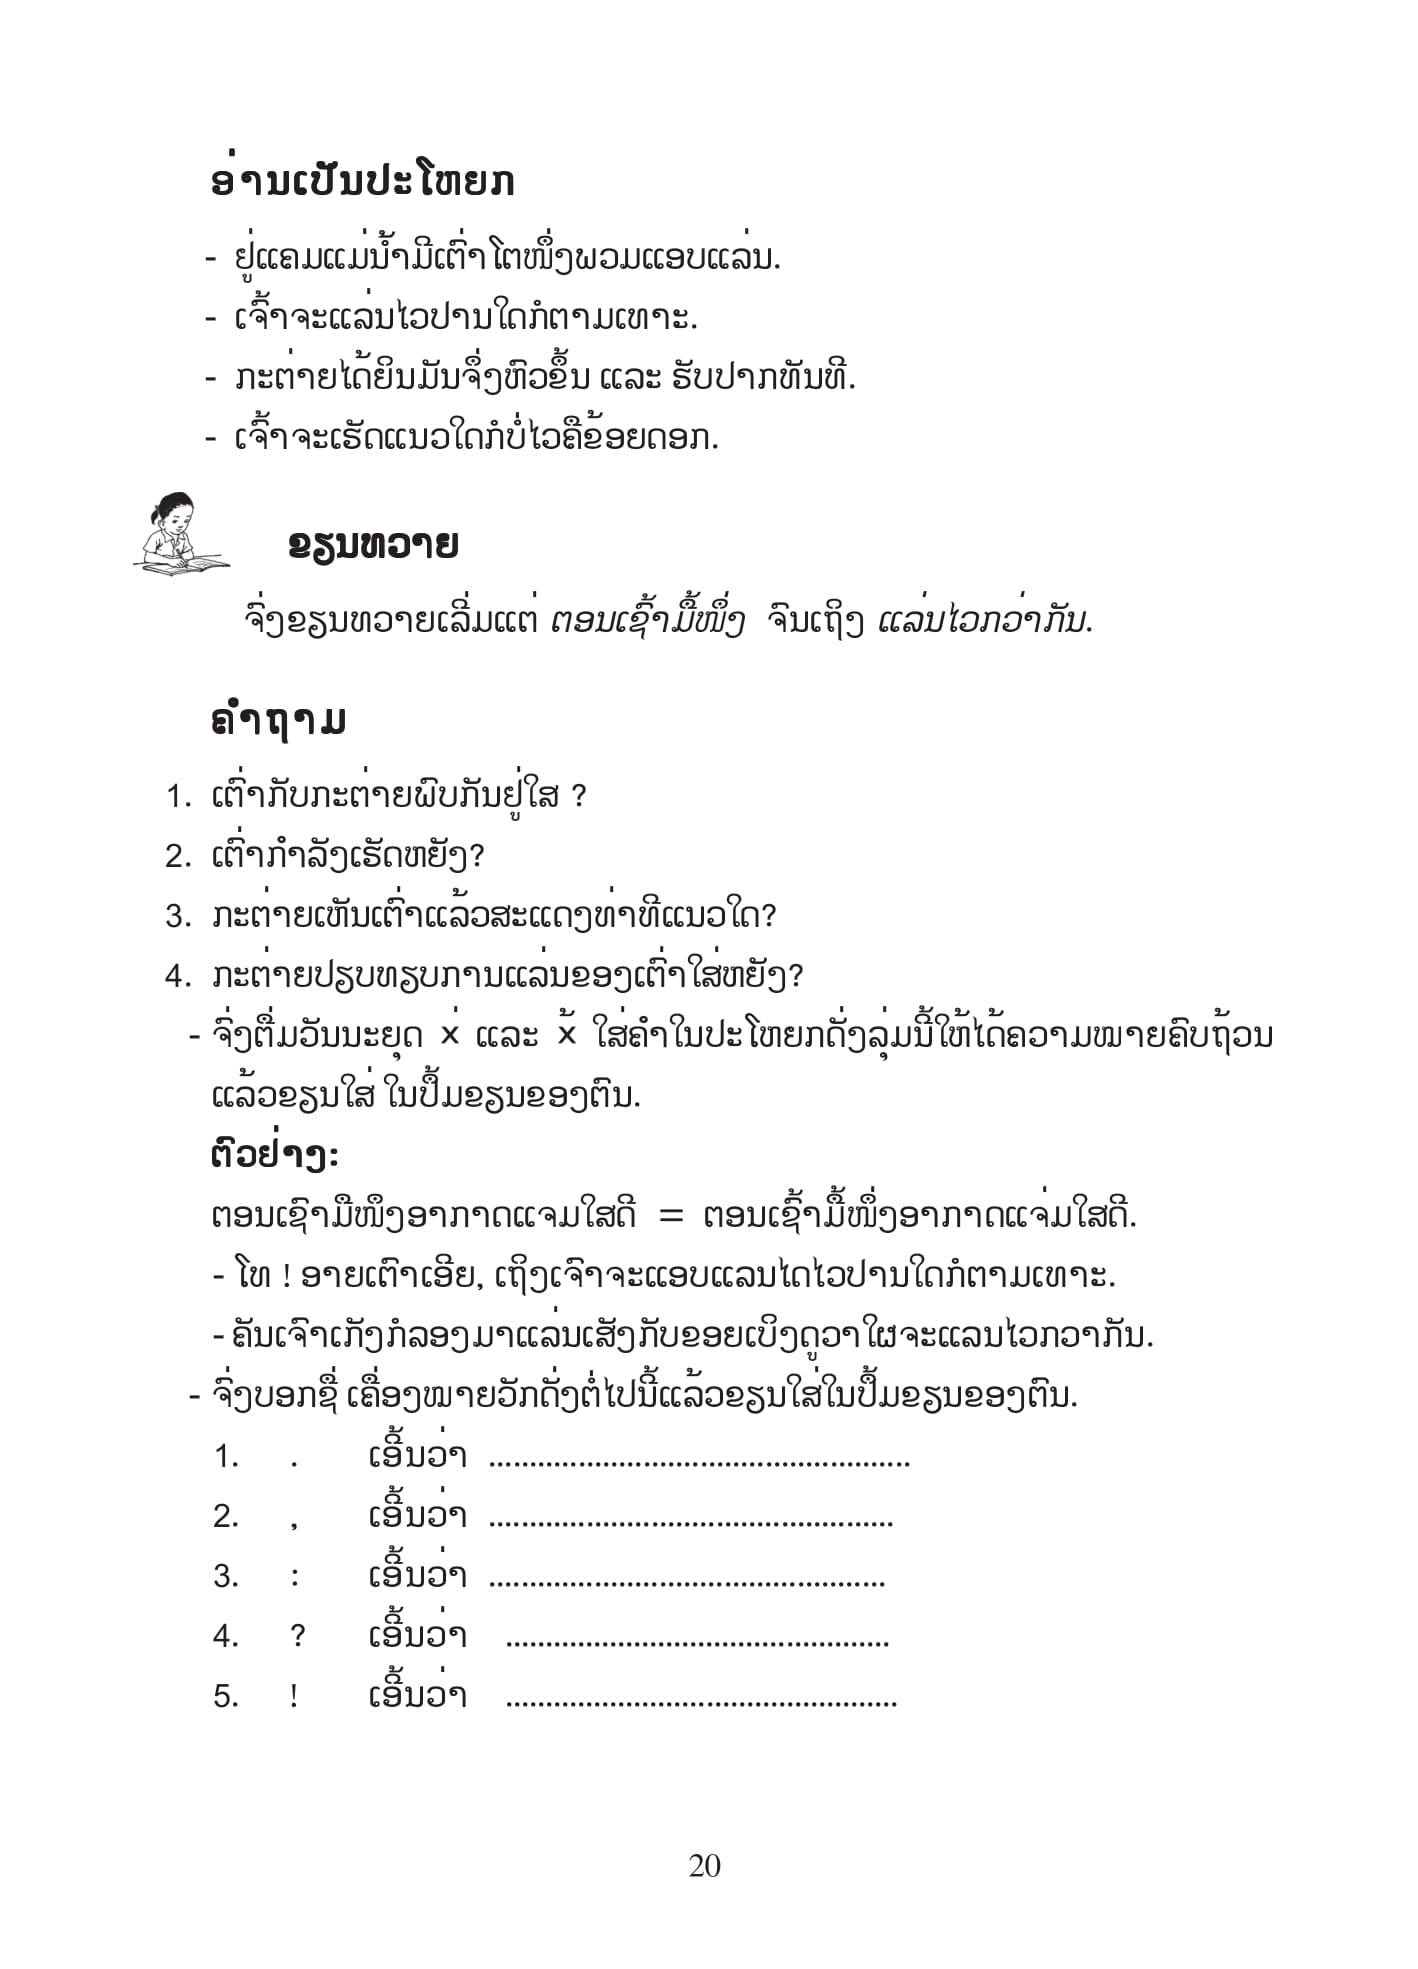 ອ່ານເປັນປະໂຫຍກ
- ຢູ່ແຄມແມ່ນ້ຳມີເຕົ່າໂຕໜຶ່ງພວມແອບແລ່ນ.
- ເຈົ້າຈະແລ່ນໄວປານໃດກໍຕາມເທາະ.
- ກະຕ່າຍໄດ້ຍິນມັນຈຶ່ງຫົວຂຶ້ນ ແລະ ຮັບປາກທັນທີ.
- ເຈົ້າຈະເຮັດແນວໃດກໍບໍ່ໄວຄືຂ້ອຍດອກ.
ຂຽນທວາຍ
ຈົ່ງຂຽນທວາຍເລີ່ມແຕ່ ຕອນເຊົ້າມື້ໜຶ່ງ ຈົນເຖິງ ແລ່ນໄວກວ່າກັນ.
ຄຳຖາມ
1. ເຕົ່າກັບກະຕ່າຍພົບກັນຢູ່ໃສ ?
2. ເຕົ່າກຳລັງເຮັດຫຍັງ?
3. ກະຕ່າຍເຫັນເຕົ່າແລ້ວສະແດງທ່າທີແນວໃດ?
4. ກະຕ່າຍປຽບທຽບການແລ່ນຂອງເຕົ່າໃສ່ຫຍັງ?
- ຈົ່ງຕື່ມວັນນະຍຸດ x່ ແລະ x້ ໃສ່ຄຳໃນປະໂຫຍກດັ່ງລຸ່ມນີ້ໃຫ້ໄດ້ຄວາມໝາຍຄົບຖ້ວນ
ແລ້ວຂຽນໃສ່ ໃນປຶ້ມຂຽນຂອງຕົນ.
ຕົວຢ່າງ:
ຕອນເຊົາມືໜຶງອາກາດແຈມໃສດີ = ຕອນເຊົ້າມື້ໜຶ່ງອາກາດແຈ່ມໃສດີ.
- ໂທ ! ອາຍເຕົາເອີຍ, ເຖິງເຈົາຈະແອບແລນໄດໄວປານໃດກໍຕາມເທາະ.
- ຄັນເຈົາເກັງກໍລອງມາແລ່ນເສັງກັບຂອຍເບິງດູວາໃຜຈະແລນໄວກວາກັນ.
- ຈົ່ງບອກຊື່ ເຄື່ອງໝາຍວັກດັ່ງຕໍ່ໄປນີ້ແລ້ວຂຽນໃສ່ໃນປຶ້ມຂຽນຂອງຕົນ.
1. . ເອີ້ນວ່າ ....................................................
2. , ເອີ້ນວ່າ ..................................................
3. : ເອີ້ນວ່າ .................................................
4. ? ເອີ້ນວ່າ ...............................................
5. ! ເອີ້ນວ່າ ................................................
20